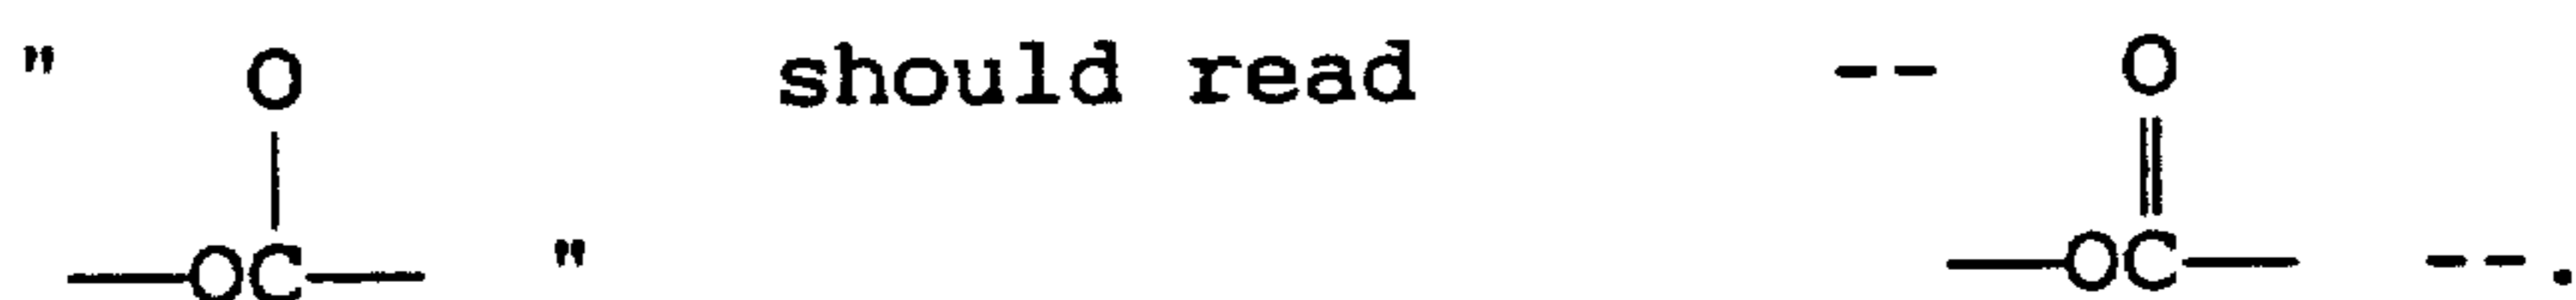 " O should read -- O
—OC— " —OC— --.